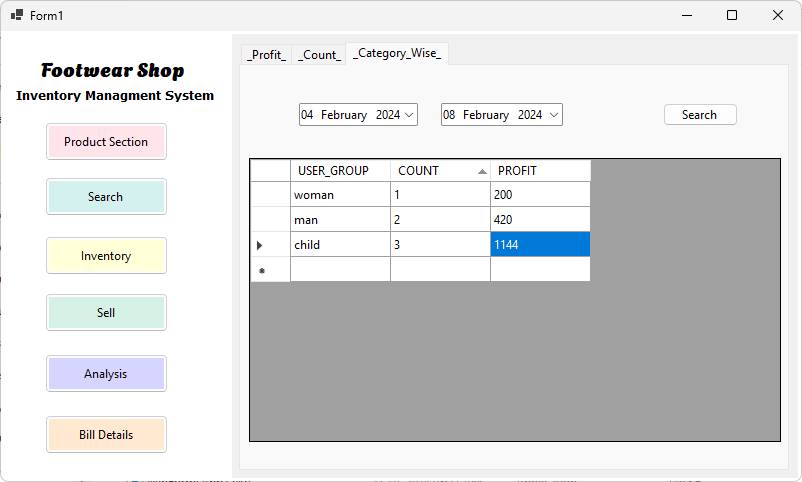 Form1
Footwear Shop
Inventory Managment System
Product Section
Search
Inventory
Sell
Analysis
Bill Details
_Profit_ _Count_ _Category_Wise_
04 February 2024 08 February 2024 Search
USER_GROUP COUNT PROFIT
woman 1 200
man 2 420
child 3 1144